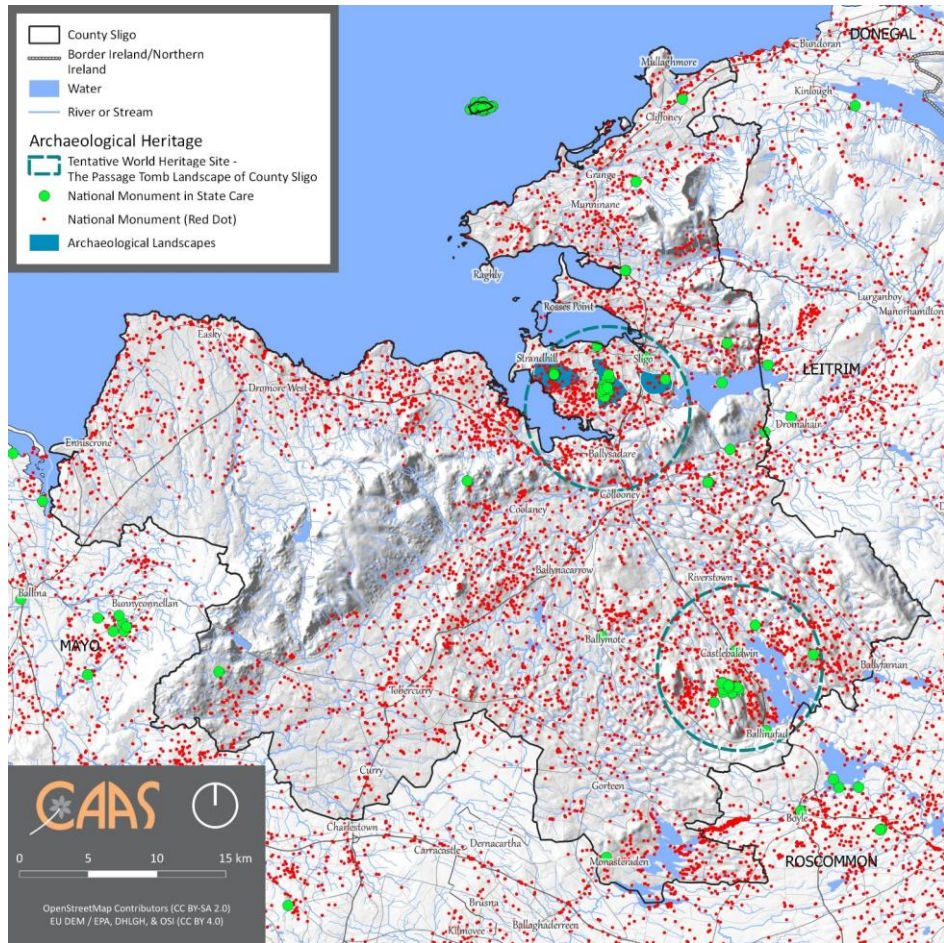 County Sligo
Border Ireland/Northern
Ireland
Water
River or Stream
Archaeological Heritage
Tentative World Heritage Site -
The Passage Tomb Landscape of County Sligo
National Monument in State Care
National Monument (Red Dot)
Archaeological Landscapes
DONEGAL
Bundoran
Mullaghmore
Kinlough
Cliffoney
Grange
Munninane
Raghly
Lurganboy
Rosses Point
Manorhamilton
Easky
Strandhill
Sligo
LEITRIM
Dromore West
Dromahair
Enniscrone
Ballysadare
Collooney
Coolaney
Ballynacarrow
Riverstown
Ballina
Bunnyconnellan
MAYO
Ballymote
Castlebaldwin
Ballyfarnan
Tobercurry
Ballinafad
Curry
Gorteen
Boyle
Charlestown
Dernacartha
Carracastle
Monasteraden
ROSCOMMON
Brusna
Kilmovee
Ballaghaderreen
CAAS
0 5 10 15 km
OpenStreetMap Contributors (CC BY-SA 2.0)
EU DEM / EPA, DHLGH, & OSI (CC BY 4.0)